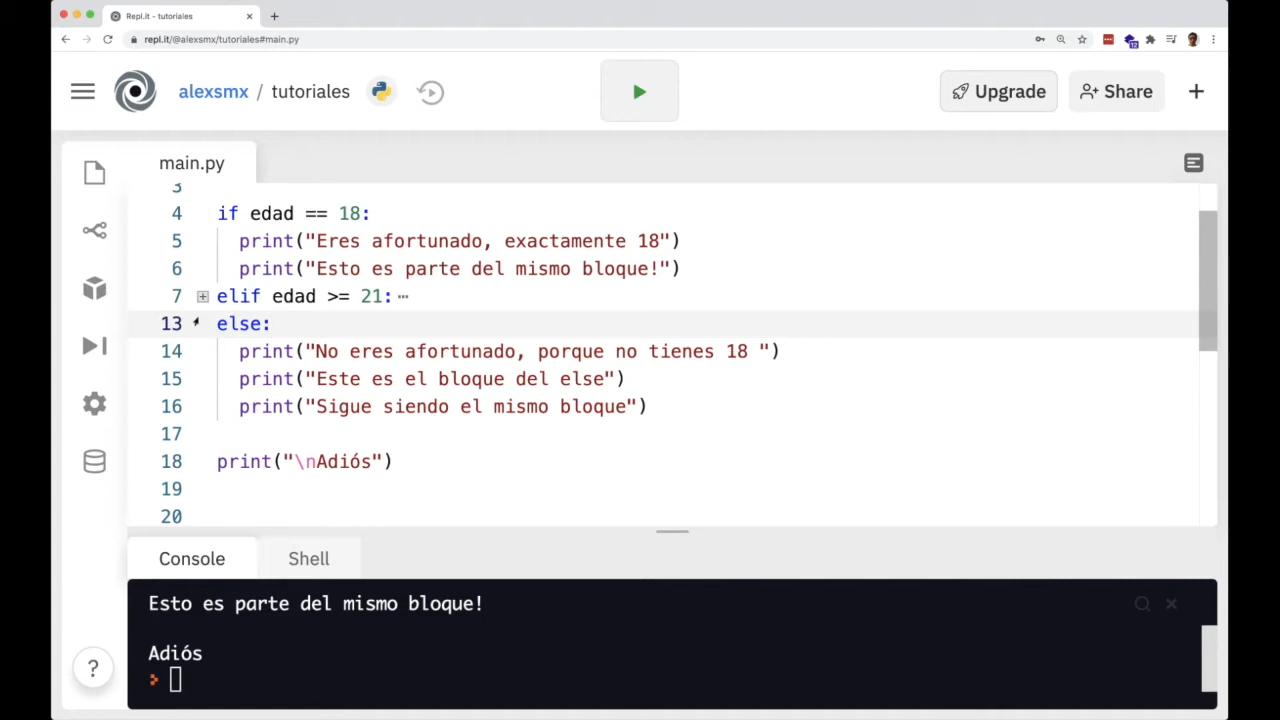 Repl.it - tutoriales
repl.it/@alexsmx/tutoriales#main.py
12
alexsmx / tutoriales
Upgrade
Share
main.py
3
4 if edad == 18:
5 print("Eres afortunado, exactamente 18")
6 print("Esto es parte del mismo bloque!")
7 elif edad >= 21:
13 else:
14 print("No eres afortunado, porque no tienes 18 ")
15 print("Este es el bloque del else")
16 print("Sigue siendo el mismo bloque")
17
18 print("\nAdiós")
19
20
Console Shell
Esto es parte del mismo bloque!
Adiós
?